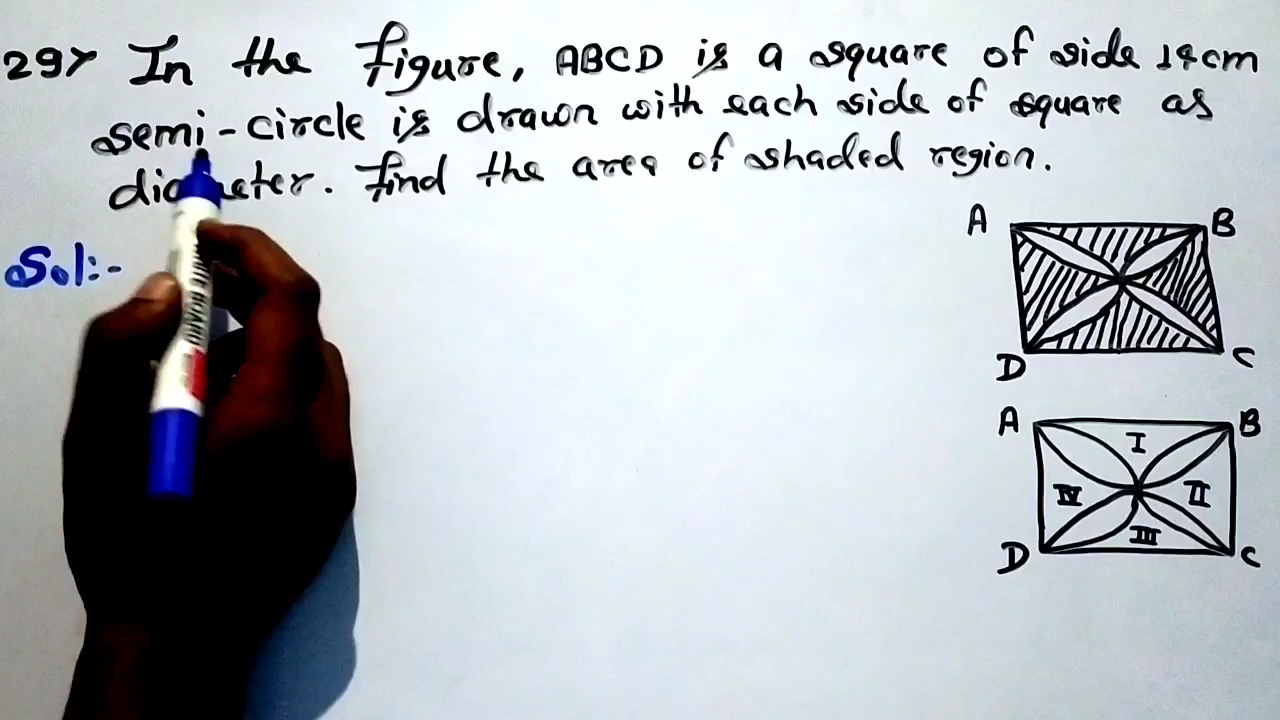 29> In the figure, ABCD is a square of side 14cm
semi-circle is drawn with each side of square as
diameter. Find the area of shaded region.
Sol:-
A B
D C
A B
I
IV II
III
D C